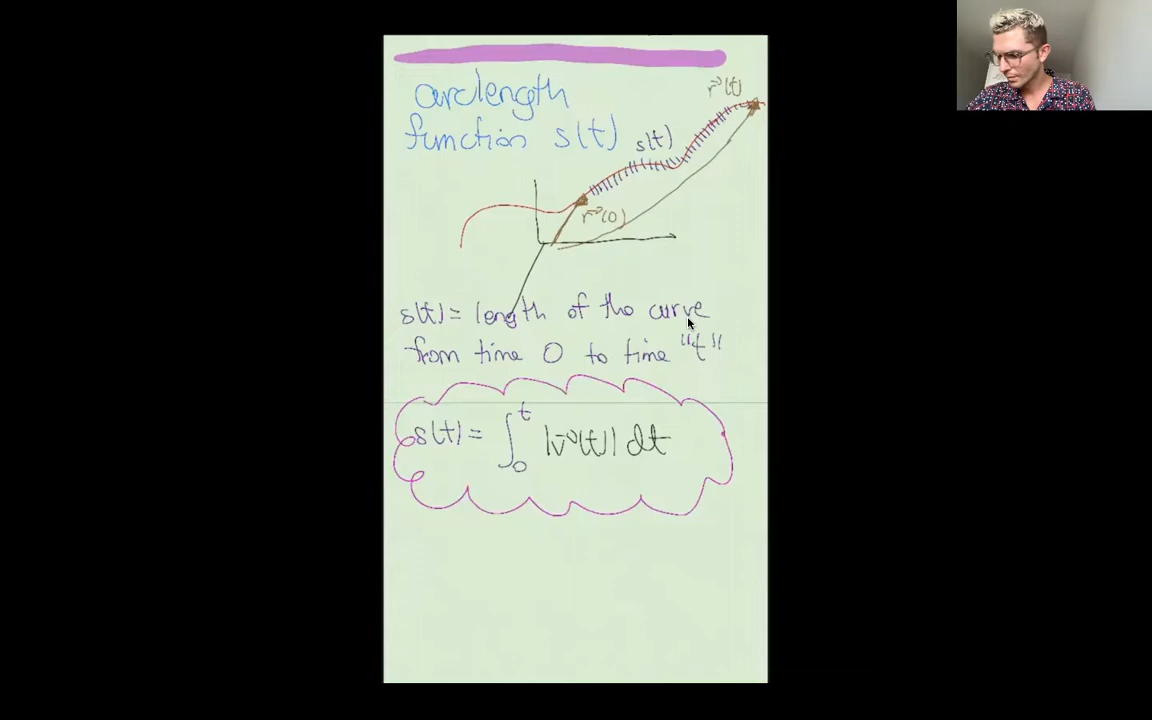 arclength
function s(t)
r⃗(t)
s(t)
r⃗(0)
s(t) = length of the curve
from time 0 to time "t"
s(t) = ∫₀ᵗ |v⃗(t)| dt